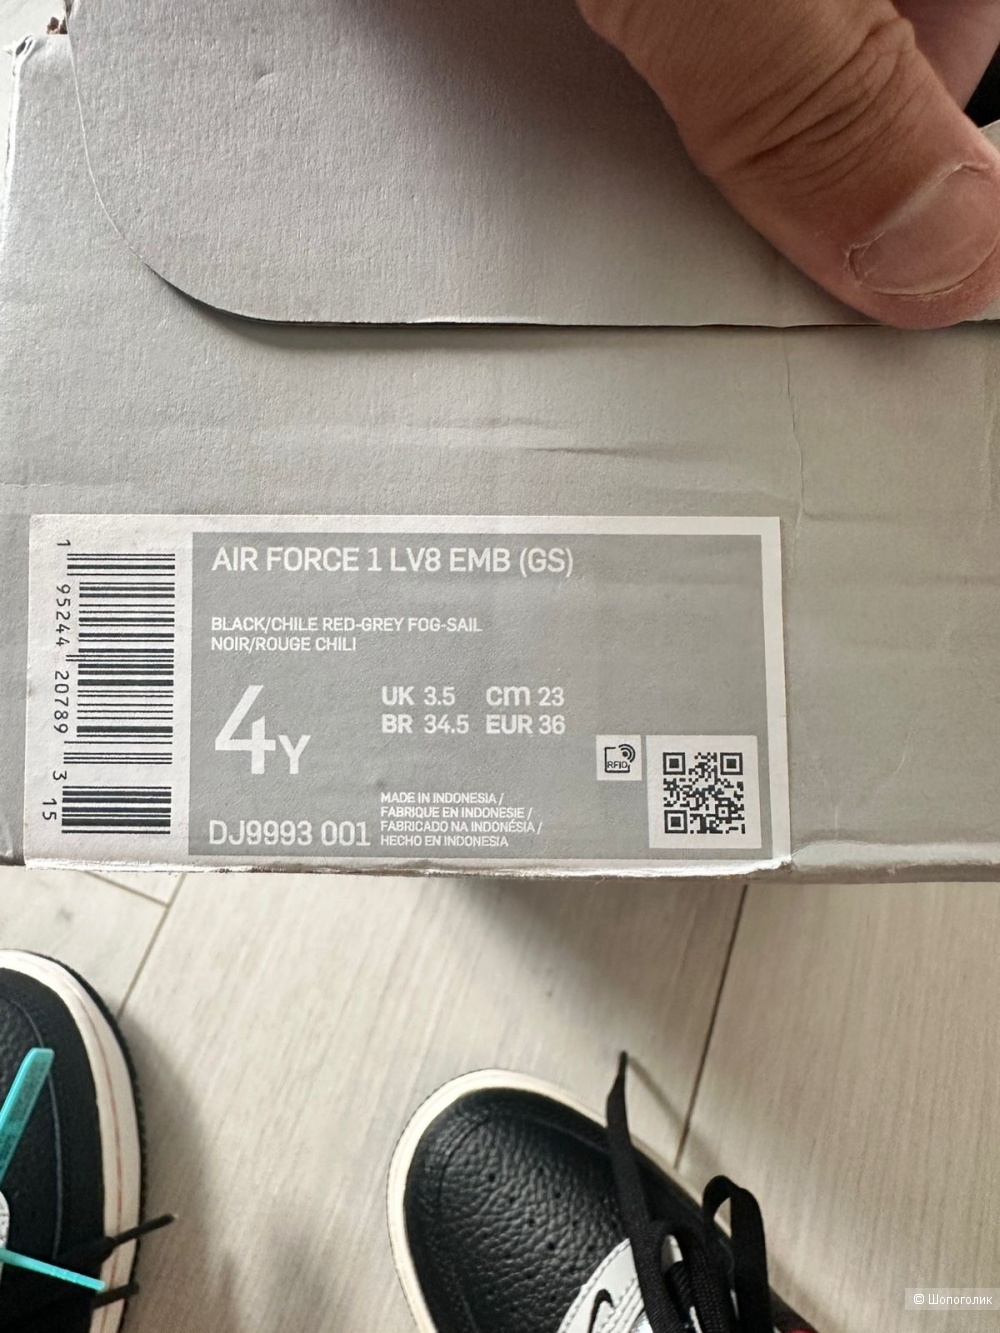 AIR FORCE 1 LV8 EMB (GS)
BLACK/CHILE RED-GREY FOG-SAIL
NOIR/ROUGE CHILI
4Y
UK 3.5 cm 23
BR 34.5 EUR 36
RFID
DJ9993 001
MADE IN INDONESIA /
FABRIQUE EN INDONESIE /
FABRICADO NA INDONÉSIA /
HECHO EN INDONESIA
1 95244 20789 3 15
© Шопоголик